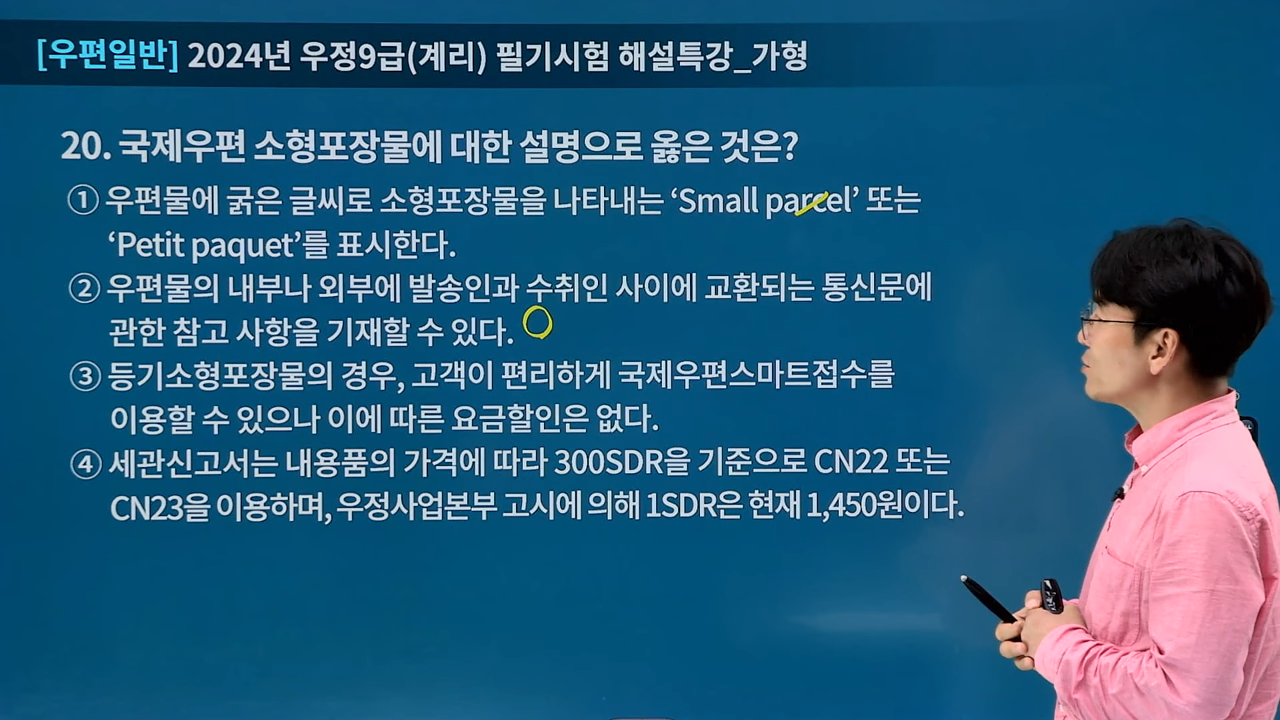 [우편일반] 2024년 우정9급(계리) 필기시험 해설특강_가형
20. 국제우편 소형포장물에 대한 설명으로 옳은 것은?
① 우편물에 굵은 글씨로 소형포장물을 나타내는 ‘Small parcel’ 또는
‘Petit paquet’를 표시한다.
② 우편물의 내부나 외부에 발송인과 수취인 사이에 교환되는 통신문에
관한 참고 사항을 기재할 수 있다.
③ 등기소형포장물의 경우, 고객이 편리하게 국제우편스마트접수를
이용할 수 있으나 이에 따른 요금할인은 없다.
④ 세관신고서는 내용품의 가격에 따라 300SDR을 기준으로 CN22 또는
CN23을 이용하며, 우정사업본부 고시에 의해 1SDR은 현재 1,450원이다.